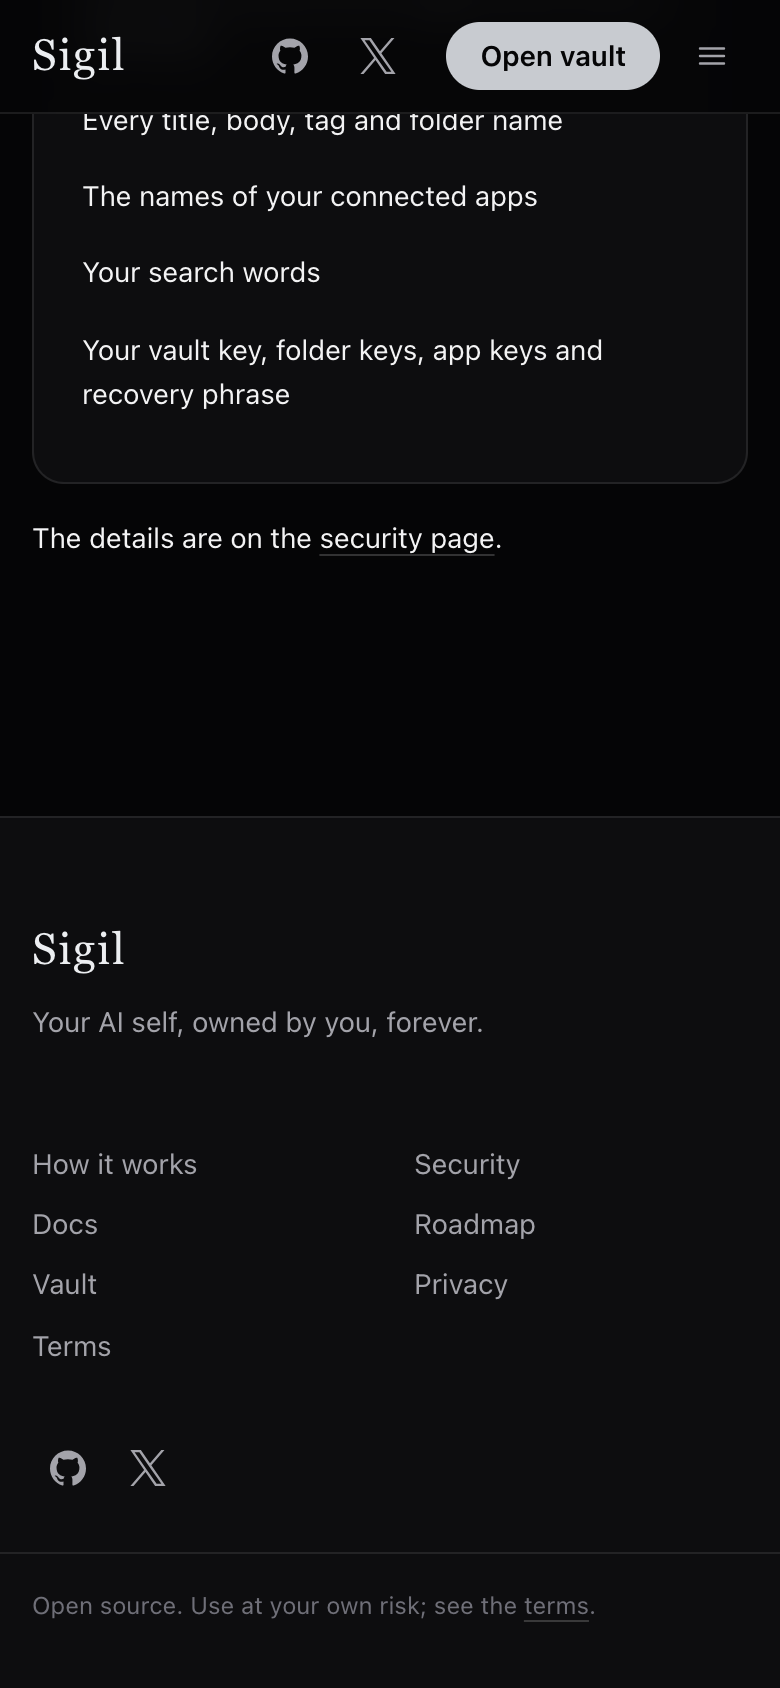 Sigil
Open vault
Every title, body, tag and folder name
The names of your connected apps
Your search words
Your vault key, folder keys, app keys and
recovery phrase
The details are on the security page.
Sigil
Your AI self, owned by you, forever.
How it works
Security
Docs
Roadmap
Vault
Privacy
Terms
Open source. Use at your own risk; see the terms.